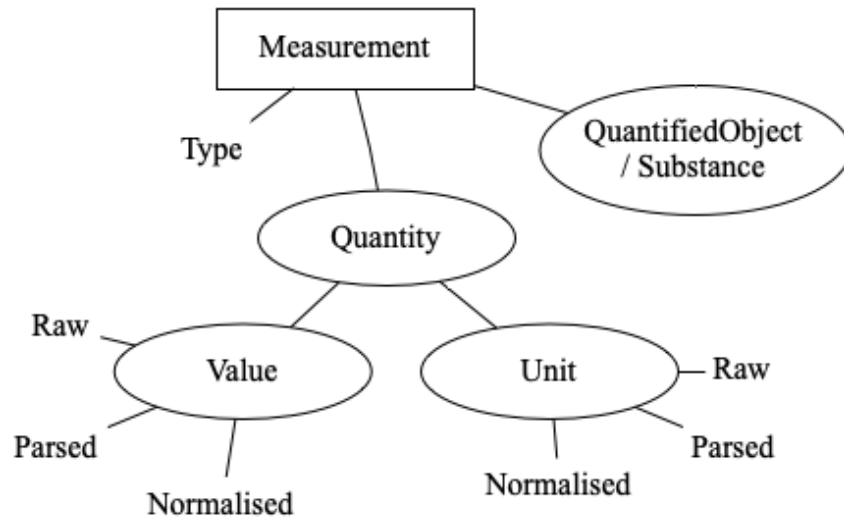 Measurement
Type
QuantifiedObject
/ Substance
Quantity
Raw
Value
Unit
Raw
Parsed
Parsed
Normalised
Normalised